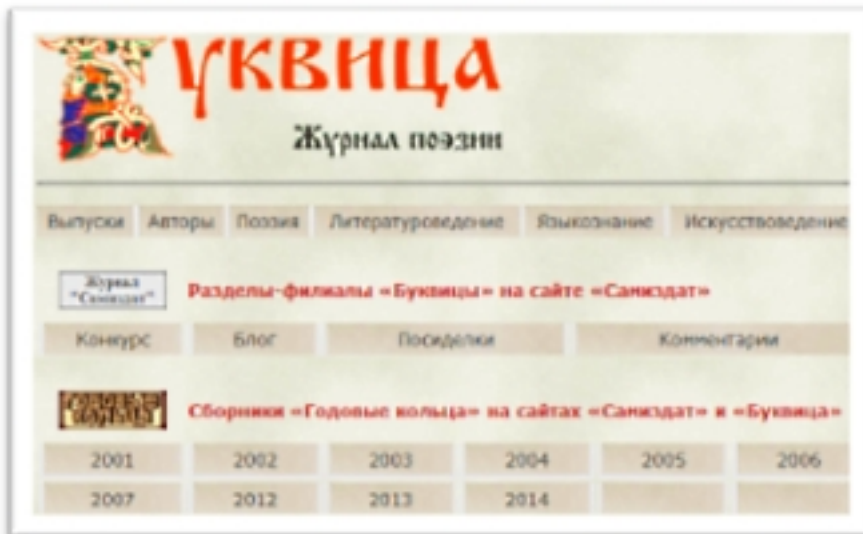 Буквица
Журнал поэзии
Выпуски Авторы Поэзия Литературоведение Языкознание Искусствоведение
Журнал
"Самиздат"
Разделы-филиалы «Буквицы» на сайте «Самиздат»
Конкурс Блог Посиделки Комментарии
Сборники «Годовые кольца» на сайтах «Самиздат» и «Буквица»
2001 2002 2003 2004 2005 2006
2007 2012 2013 2014